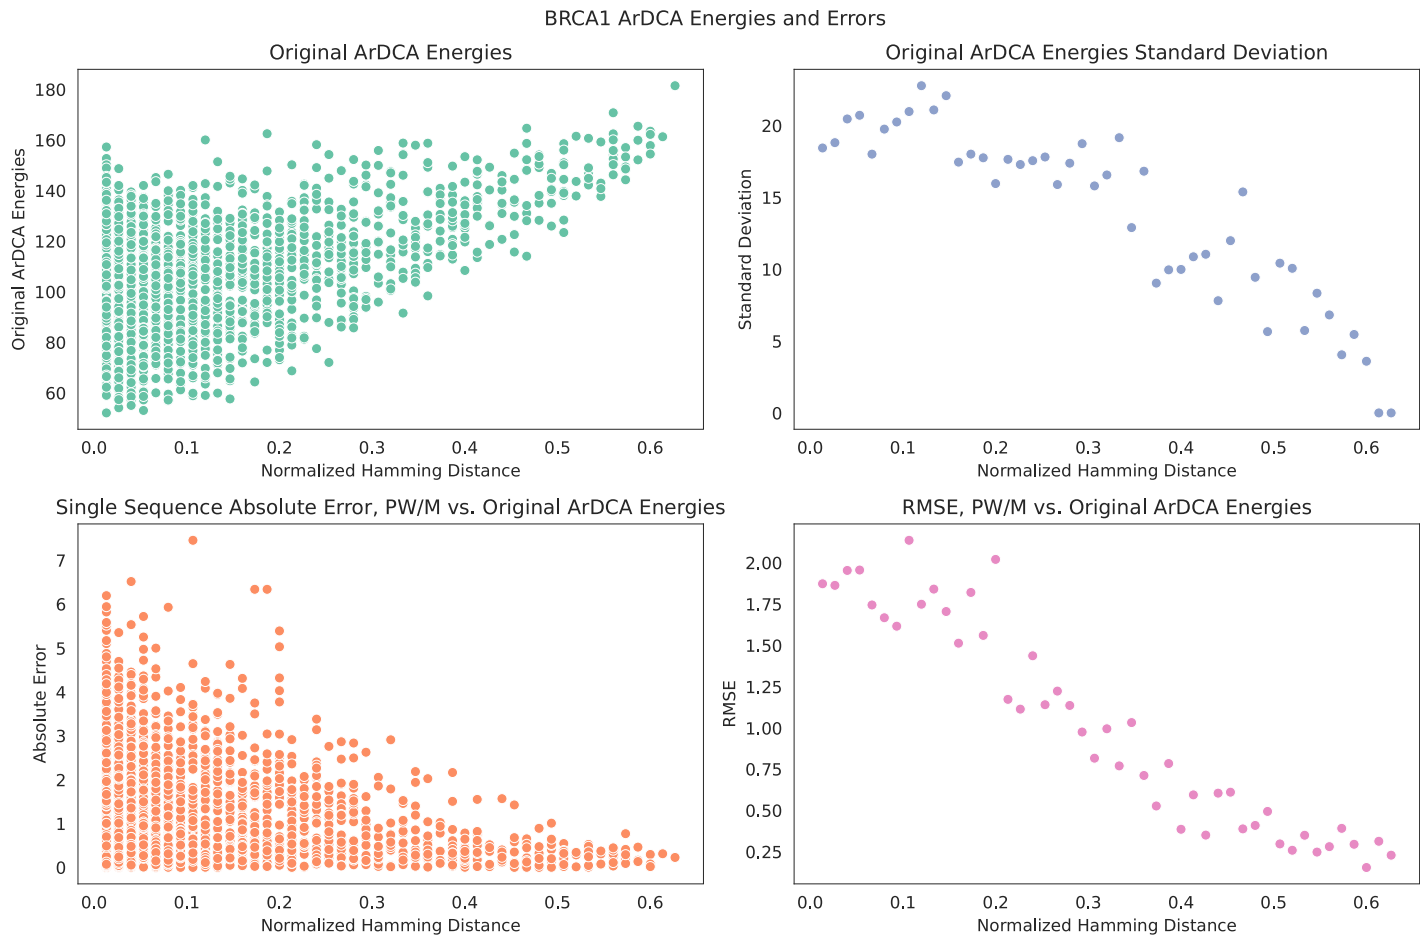 BRCA1 ArDCA Energies and Errors
Original ArDCA Energies
Original ArDCA Energies
180
160
140
120
100
80
60
0.0 0.1 0.2 0.3 0.4 0.5 0.6
Normalized Hamming Distance
Original ArDCA Energies Standard Deviation
Standard Deviation
20
15
10
5
0
0.0 0.1 0.2 0.3 0.4 0.5 0.6
Normalized Hamming Distance
Single Sequence Absolute Error, PW/M vs. Original ArDCA Energies
Absolute Error
7
6
5
4
3
2
1
0
0.0 0.1 0.2 0.3 0.4 0.5 0.6
Normalized Hamming Distance
RMSE, PW/M vs. Original ArDCA Energies
RMSE
2.00
1.75
1.50
1.25
1.00
0.75
0.50
0.25
0.0 0.1 0.2 0.3 0.4 0.5 0.6
Normalized Hamming Distance